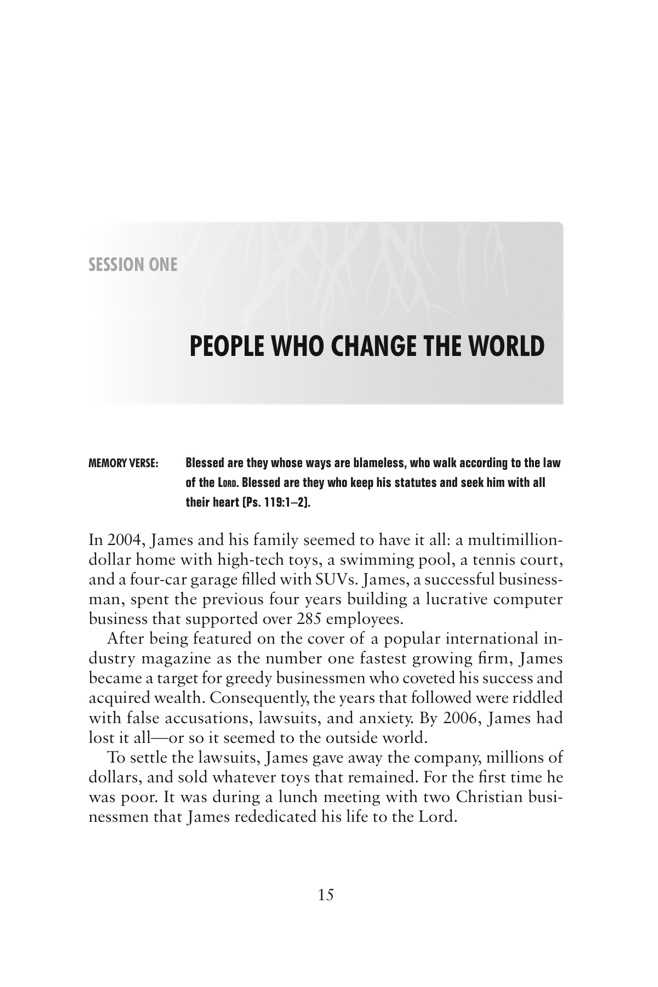 SESSION ONE
PEOPLE WHO CHANGE THE WORLD
MEMORY VERSE: Blessed are they whose ways are blameless, who walk according to the law
of the LORD. Blessed are they who keep his statutes and seek him with all
their heart (Ps. 119:1–2).
In 2004, James and his family seemed to have it all: a multimillion-
dollar home with high-tech toys, a swimming pool, a tennis court,
and a four-car garage filled with SUVs. James, a successful business-
man, spent the previous four years building a lucrative computer
business that supported over 285 employees.
After being featured on the cover of a popular international in-
dustry magazine as the number one fastest growing firm, James
became a target for greedy businessmen who coveted his success and
acquired wealth. Consequently, the years that followed were riddled
with false accusations, lawsuits, and anxiety. By 2006, James had
lost it all—or so it seemed to the outside world.
To settle the lawsuits, James gave away the company, millions of
dollars, and sold whatever toys that remained. For the first time he
was poor. It was during a lunch meeting with two Christian busi-
nessmen that James rededicated his life to the Lord.
15